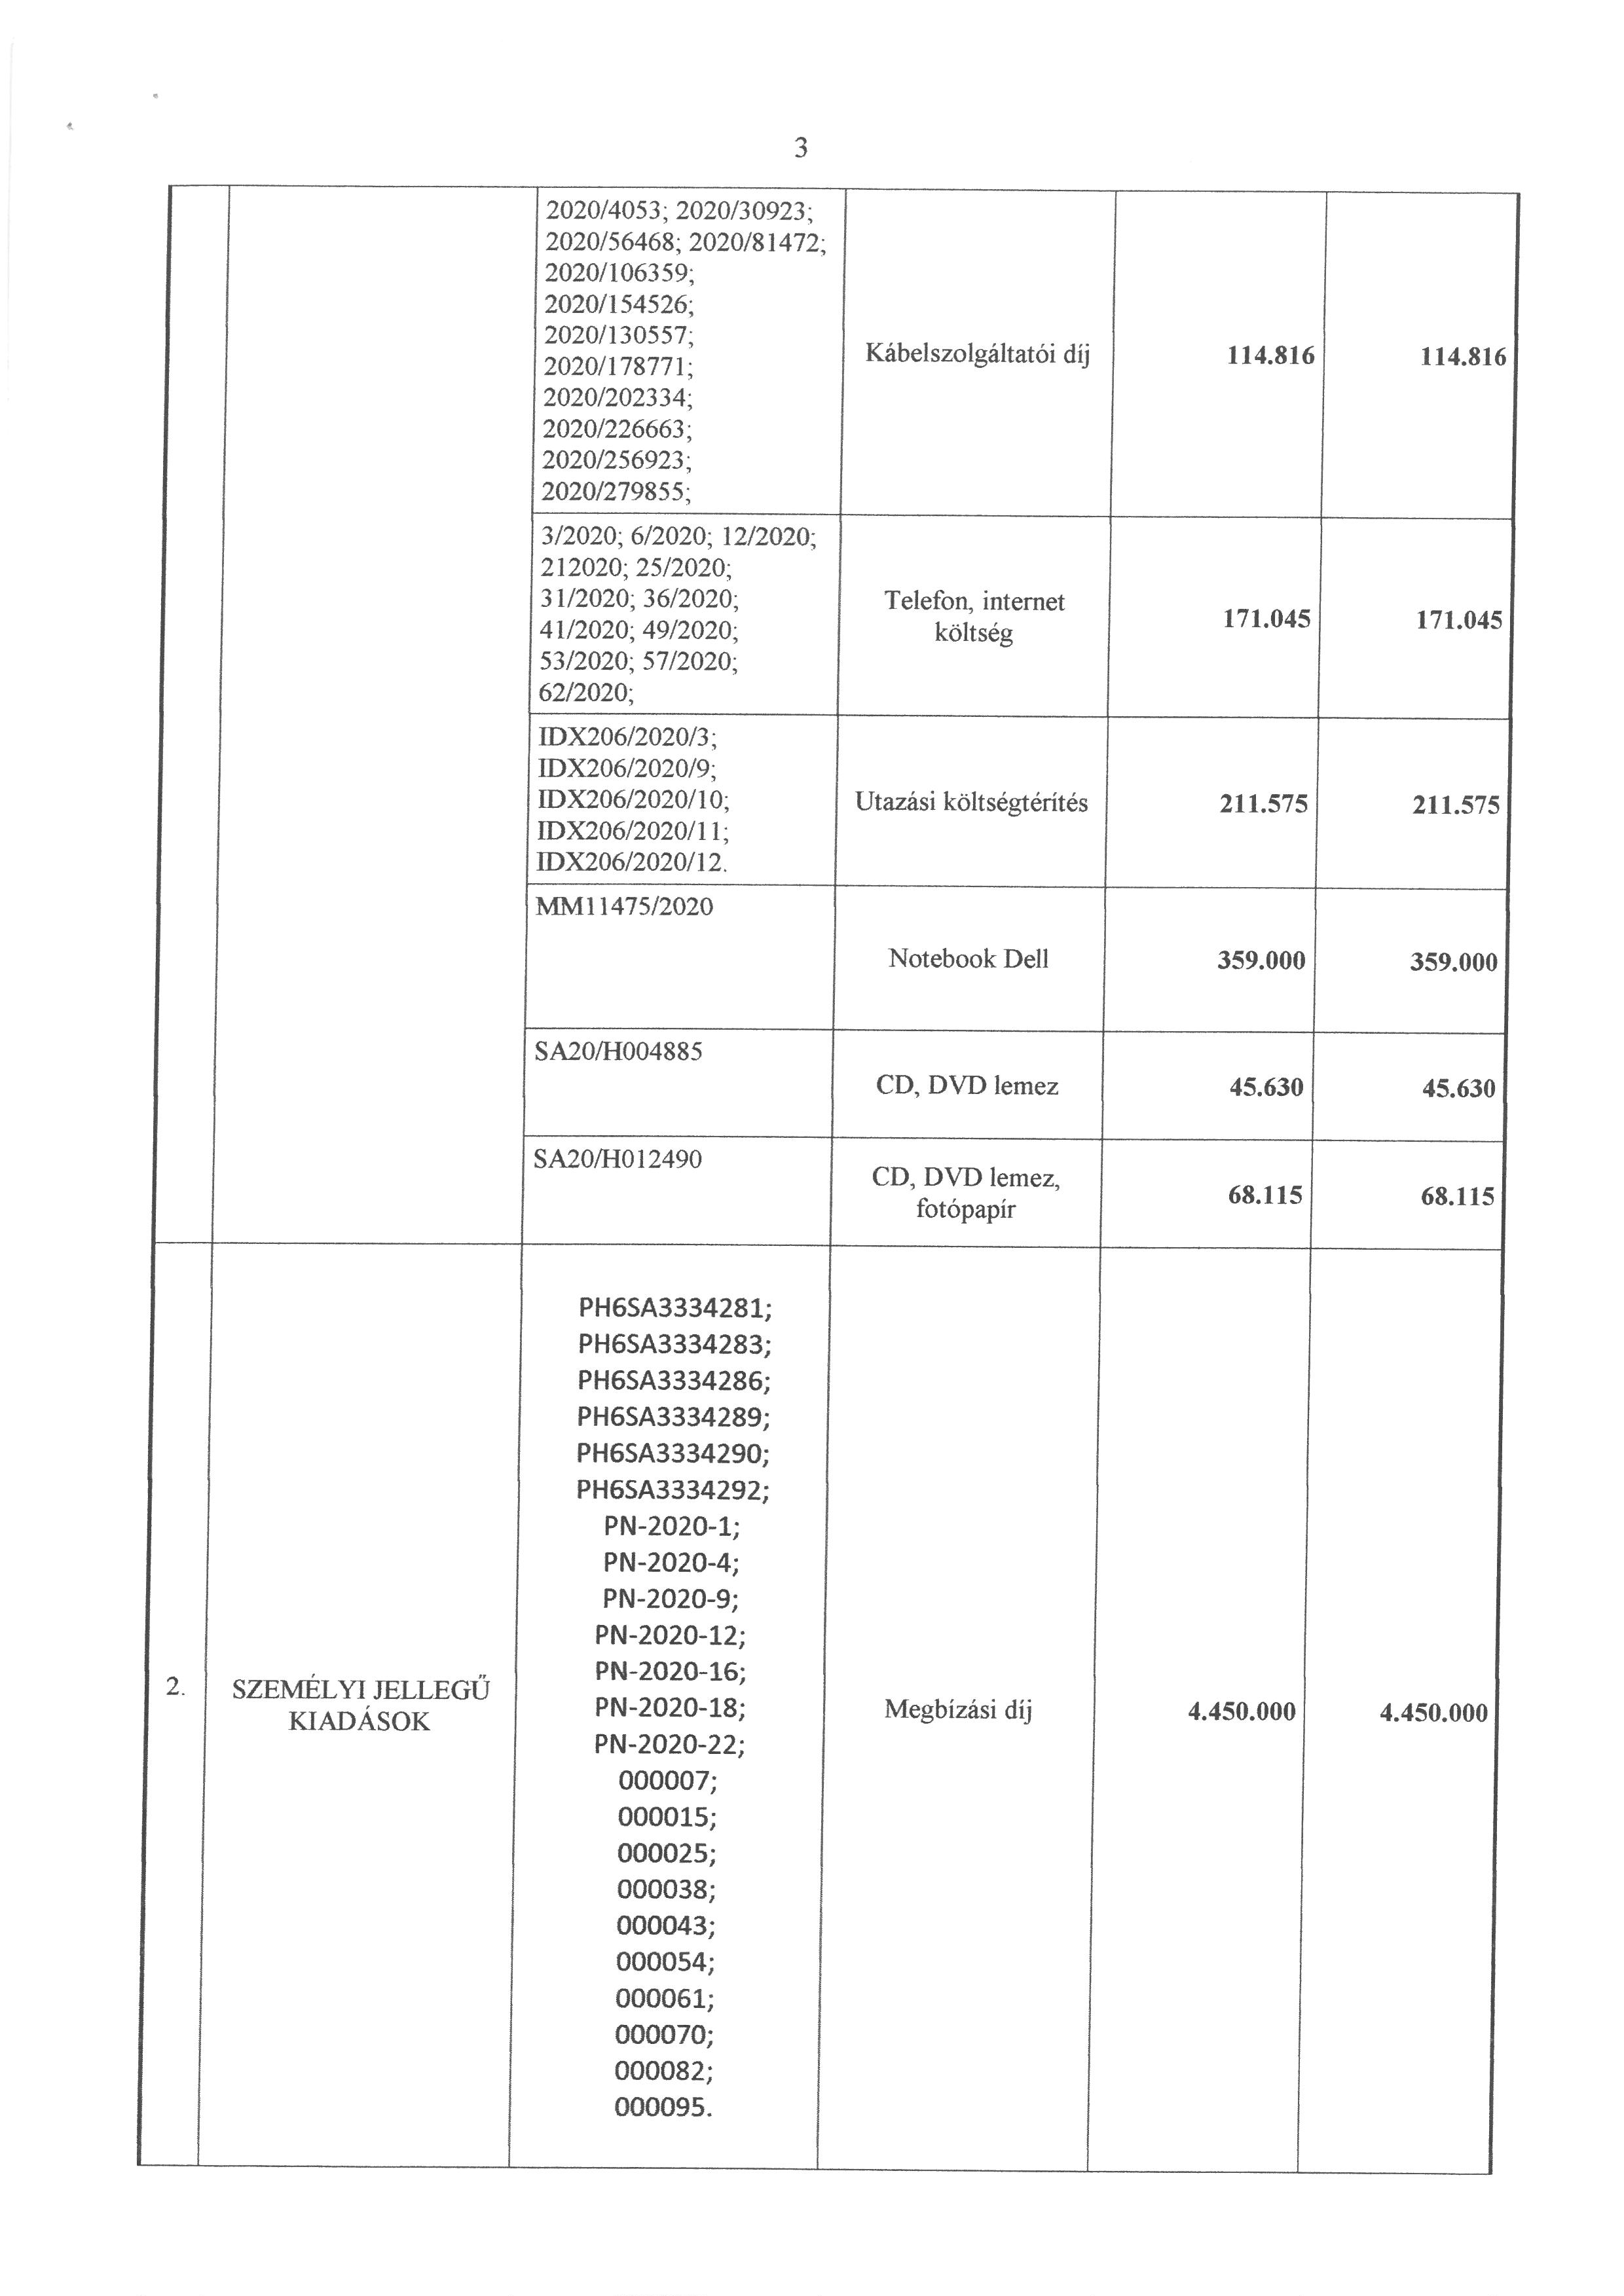 3
2020/4053; 2020/30923;
2020/56468; 2020/81472;
2020/106359;
2020/154526;
2020/130557;
2020/178771;
2020/202334;
2020/226663;
2020/256923;
2020/279855;
Kábelszolgáltatói díj
114.816
114.816
3/2020; 6/2020; 12/2020;
212020; 25/2020;
31/2020; 36/2020;
41/2020; 49/2020;
53/2020; 57/2020;
62/2020;
Telefon, internet
költség
171.045
171.045
IDX206/2020/3;
IDX206/2020/9;
IDX206/2020/10;
IDX206/2020/11;
IDX206/2020/12.
Utazási költségtérítés
211.575
211.575
MM11475/2020
Notebook Dell
359.000
359.000
SA20/H004885
CD, DVD lemez
45.630
45.630
SA20/H012490
CD, DVD lemez,
fotópapír
68.115
68.115
2.
SZEMÉLYI JELLEGŰ
KIADÁSOK
PH6SA3334281;
PH6SA3334283;
PH6SA3334286;
PH6SA3334289;
PH6SA3334290;
PH6SA3334292;
PN-2020-1;
PN-2020-4;
PN-2020-9;
PN-2020-12;
PN-2020-16;
PN-2020-18;
PN-2020-22;
000007;
000015;
000025;
000038;
000043;
000054;
000061;
000070;
000082;
000095.
Megbízási díj
4.450.000
4.450.000